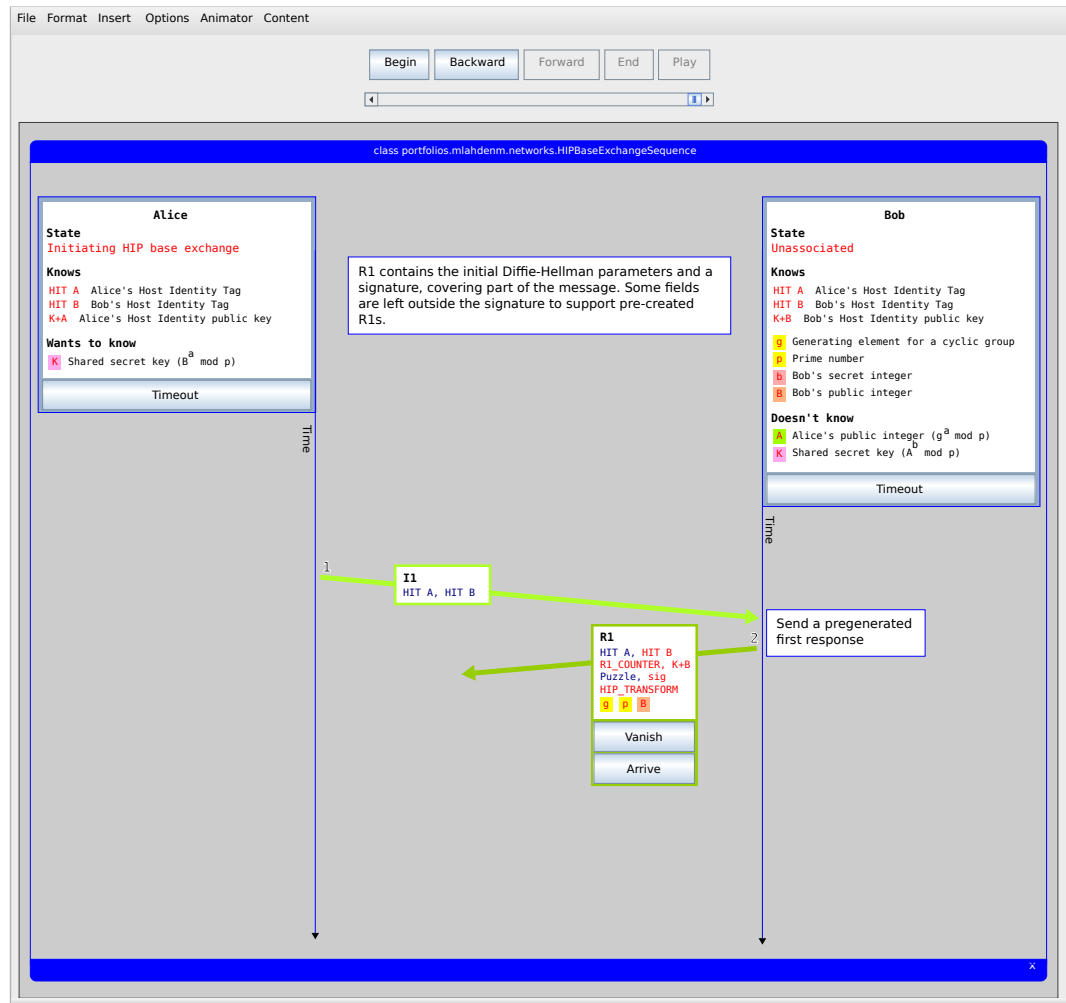 File Format Insert Options Animator Content
Begin Backward Forward End Play
class portfolios.mlahdenm.networks.HIPBaseExchangeSequence
Alice
State
Initiating HIP base exchange
Knows
HIT A Alice's Host Identity Tag
HIT B Bob's Host Identity Tag
K+A Alice's Host Identity public key
Wants to know
K Shared secret key (B^a mod p)
Timeout
Time
R1 contains the initial Diffie-Hellman parameters and a
signature, covering part of the message. Some fields
are left outside the signature to support pre-created
R1s.
Bob
State
Unassociated
Knows
HIT A Alice's Host Identity Tag
HIT B Bob's Host Identity Tag
K+B Bob's Host Identity public key
g Generating element for a cyclic group
p Prime number
b Bob's secret integer
B Bob's public integer
Doesn't know
A Alice's public integer (g^a mod p)
K Shared secret key (A^b mod p)
Timeout
Time
1
I1
HIT A, HIT B
Send a pregenerated
first response
2
R1
HIT A, HIT B
R1_COUNTER, K+B
Puzzle, sig
HIP_TRANSFORM
g p B
Vanish
Arrive